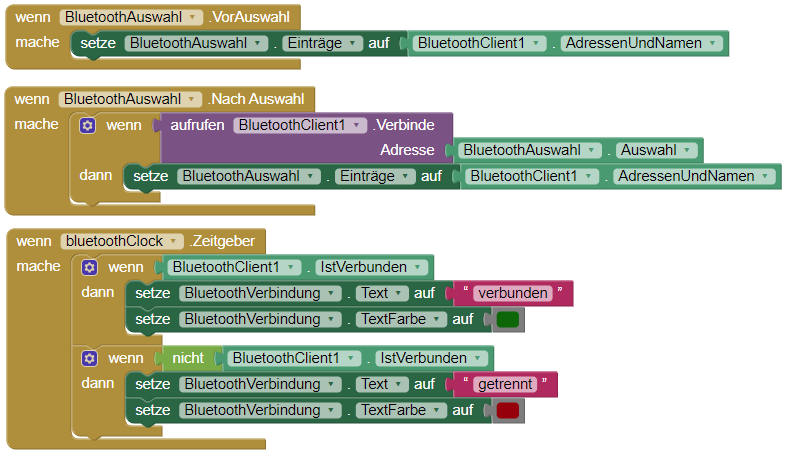 wenn BluetoothAuswahl .VorAuswahl
mache setze BluetoothAuswahl . Einträge auf BluetoothClient1 . AdressenUndNamen
wenn BluetoothAuswahl .Nach Auswahl
mache wenn aufrufen BluetoothClient1 .Verbinde
Adresse BluetoothAuswahl . Auswahl
dann setze BluetoothAuswahl . Einträge auf BluetoothClient1 . AdressenUndNamen
wenn bluetoothClock .Zeitgeber
mache wenn BluetoothClient1 . IstVerbunden
dann setze BluetoothVerbindung . Text auf “ verbunden ”
setze BluetoothVerbindung . TextFarbe auf
wenn nicht BluetoothClient1 . IstVerbunden
dann setze BluetoothVerbindung . Text auf “ getrennt ”
setze BluetoothVerbindung . TextFarbe auf